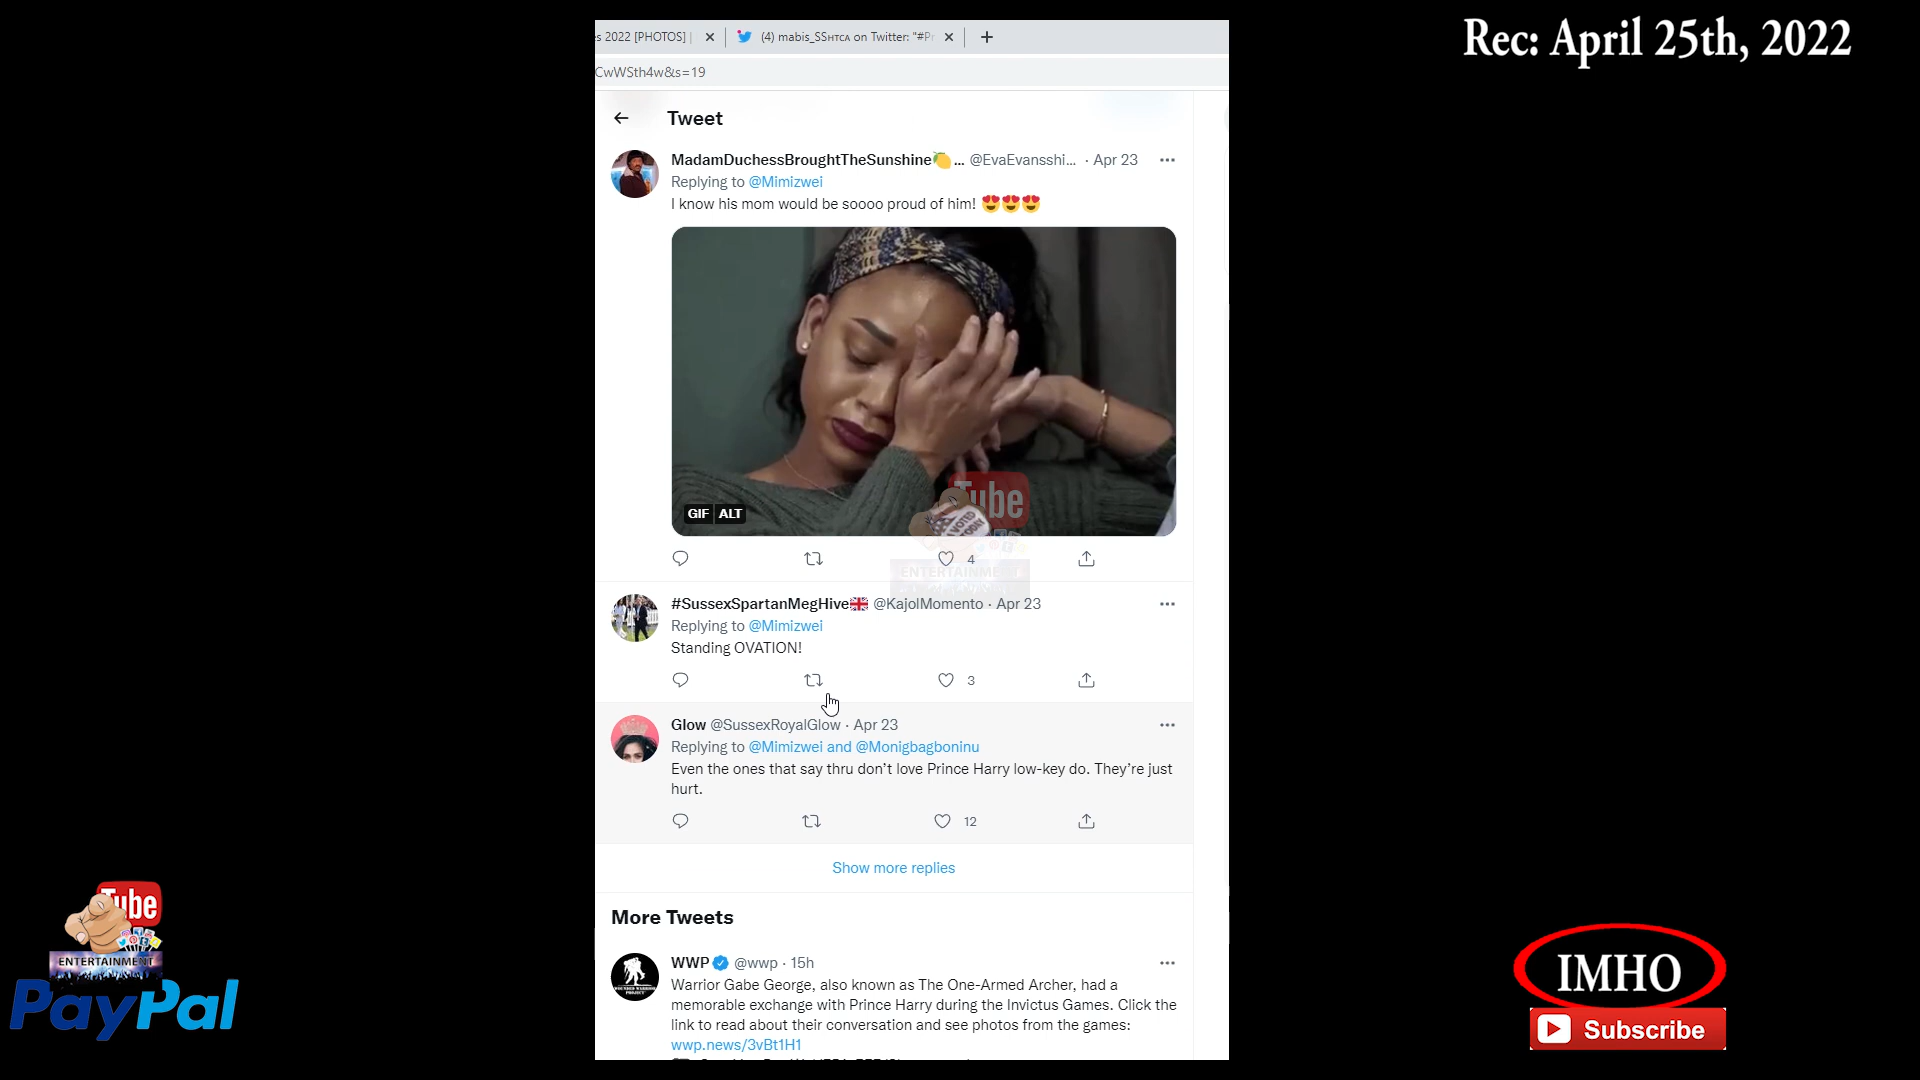 Rec: April 25th, 2022
s 2022 [PHOTOS] |
(4) mabis_SSHTCA on Twitter: "#Pr
CwWSth4w&s=19
Tweet
MadamDuchessBroughtTheSunshine🍋 ... @EvaEvansshi... · Apr 23
Replying to @Mimizwei
I know his mom would be soooo proud of him! 😍😍😍
GIF ALT
Tube
VOTED TODAY
4
ENTERTAINMENT
#SussexSpartanMegHive🇬🇧 @KajolMomento · Apr 23
Replying to @Mimizwei
Standing OVATION!
3
Glow @SussexRoyalGlow · Apr 23
Replying to @Mimizwei and @Monigbagboninu
Even the ones that say thru don’t love Prince Harry low-key do. They’re just
hurt.
12
Show more replies
More Tweets
WWP @wwp · 15h
Warrior Gabe George, also known as The One-Armed Archer, had a
memorable exchange with Prince Harry during the Invictus Games. Click the
link to read about their conversation and see photos from the games:
wwp.news/3vBt1H1
Tube
ENTERTAINMENT
PayPal
IMHO
Subscribe